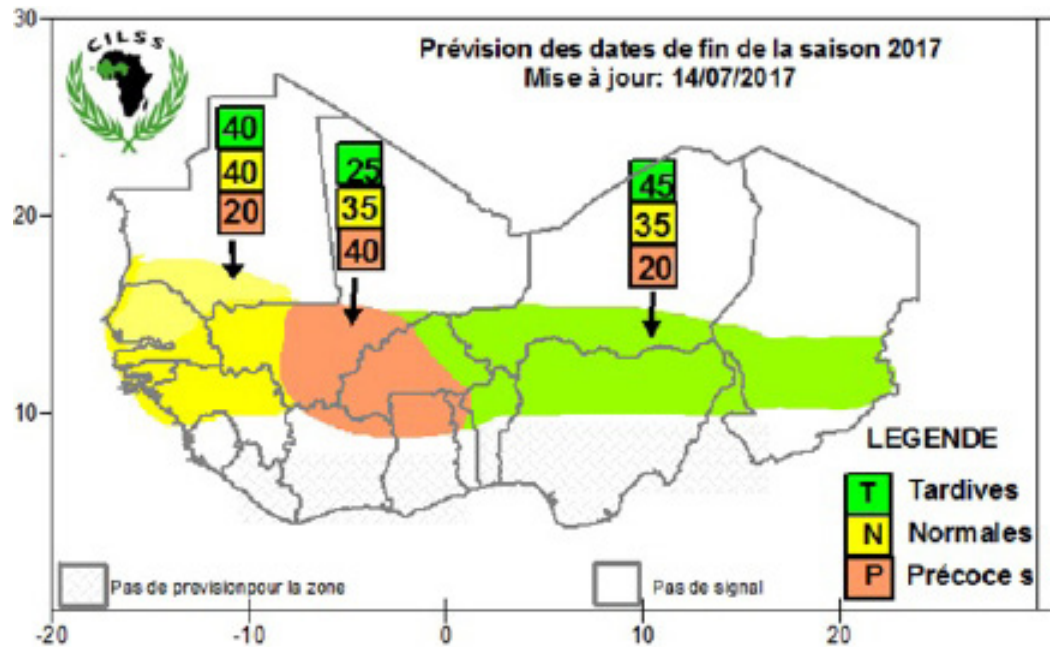 30
CILSS
Prévision des dates de fin de la saison 2017
Mise à jour: 14/07/2017
40
40
20
25
35
40
45
35
20
20
10
LEGENDE
T Tardives
N Normales
P Précoce s
Pas de prevision pour la zone
Pas de signal
-20 -10 0 10 20